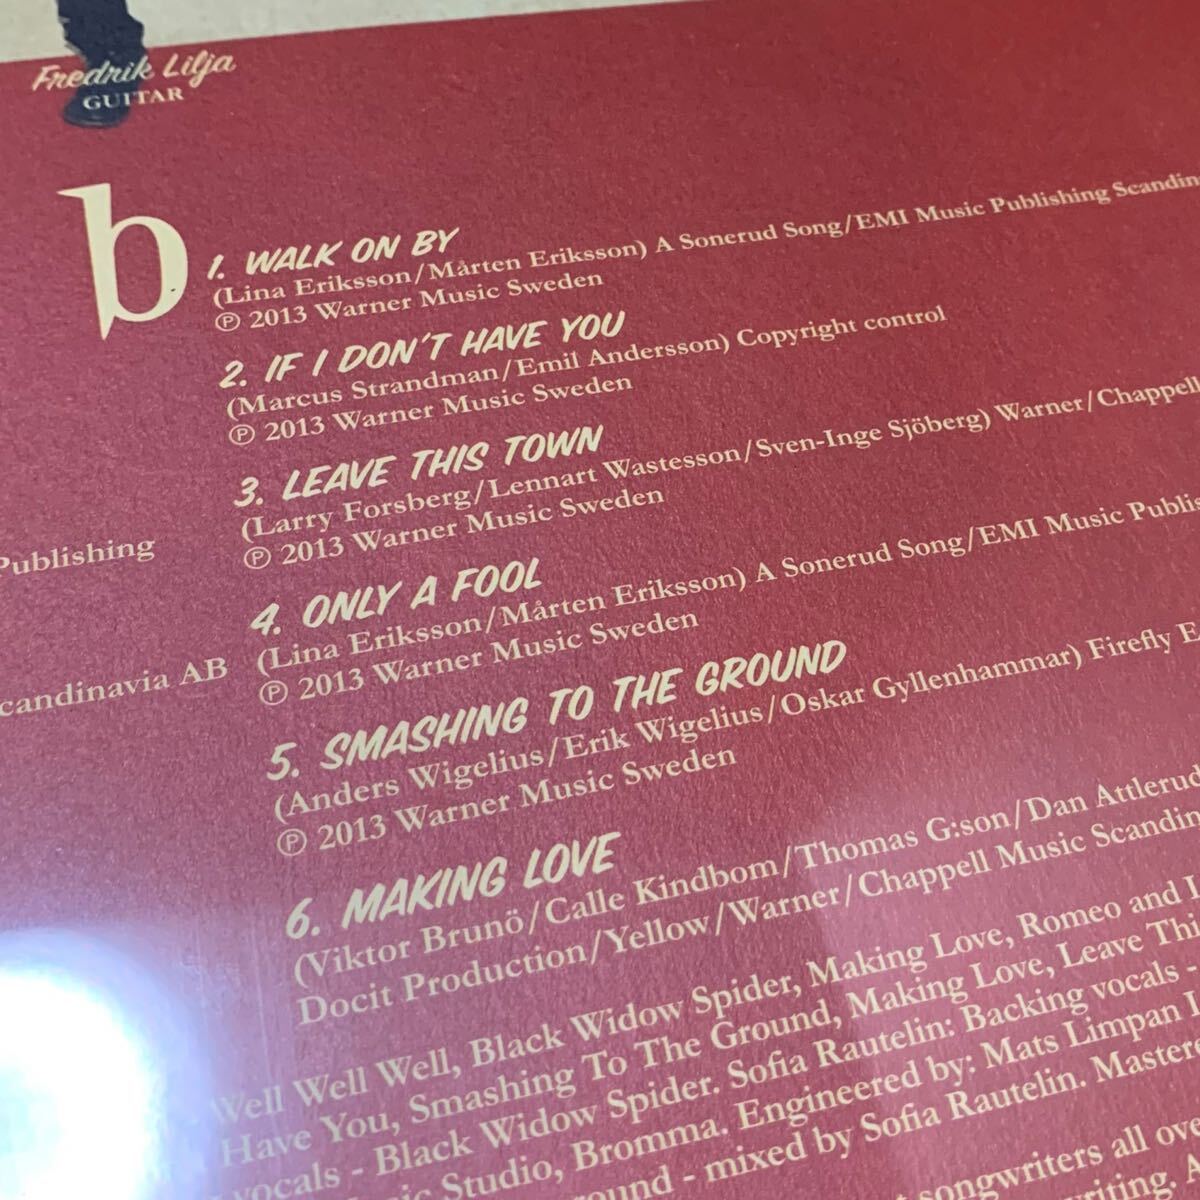 Fredrik Lilja
GUITAR
b
1. WALK ON BY
(Lina Eriksson/Mårten Eriksson) A Sonerud Song/EMI Music Publishing
℗ 2013 Warner Music Sweden
2. IF I DON'T HAVE YOU
(Marcus Strandman/Emil Andersson) Copyright control
℗ 2013 Warner Music Sweden
3. LEAVE THIS TOWN
(Larry Forsberg/Lennart Wastesson/Sven-Inge Sjöberg) Warner/Chappell
℗ 2013 Warner Music Sweden
Publishing
4. ONLY A FOOL
(Lina Eriksson/Mårten Eriksson) A Sonerud Song/EMI Music
℗ 2013 Warner Music Sweden
AB
5. SMASHING TO THE GROUND
(Anders Wigelius/Erik Wigelius/Oskar Gyllenhammar) Firefly
℗ 2013 Warner Music Sweden
6. MAKING LOVE
(Viktor Brunö/Calle Kindbom/Thomas G:son/Dan Attlerud
Docit Production/Yellow/Warner/Chappell Music
Well Well Well, Black Widow Spider, Making Love, Romeo and
Have You, Smashing To The Ground, Making Love, Leave
vocals - Black Widow Spider. Sofia Rautelin: Backing vocals -
Studio, Bromma. Engineered by: Mats Limpan
- mixed by Sofia Rautelin.
songwriters all